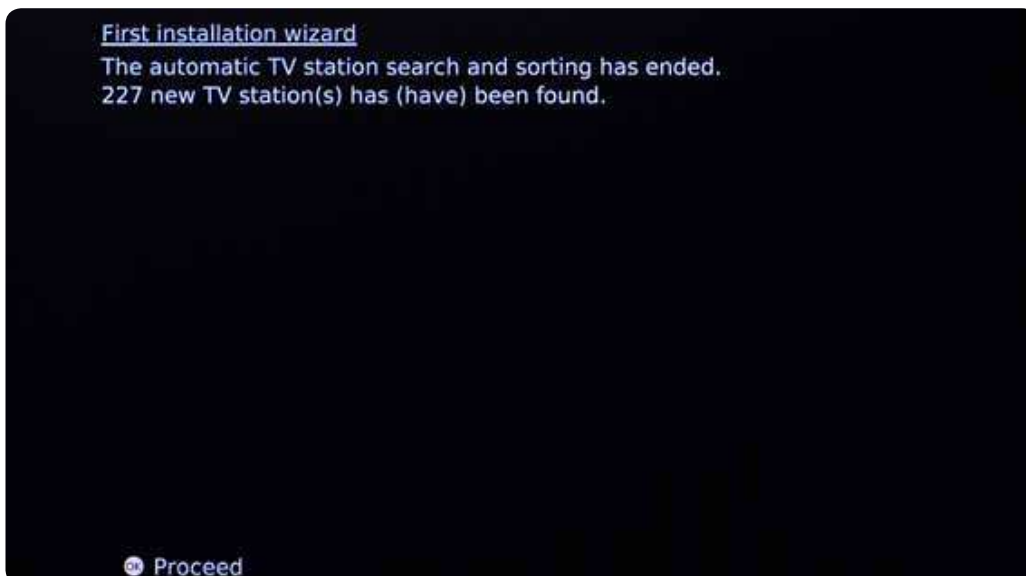 First installation wizard
The automatic TV station search and sorting has ended.
227 new TV station(s) has (have) been found.
OK Proceed